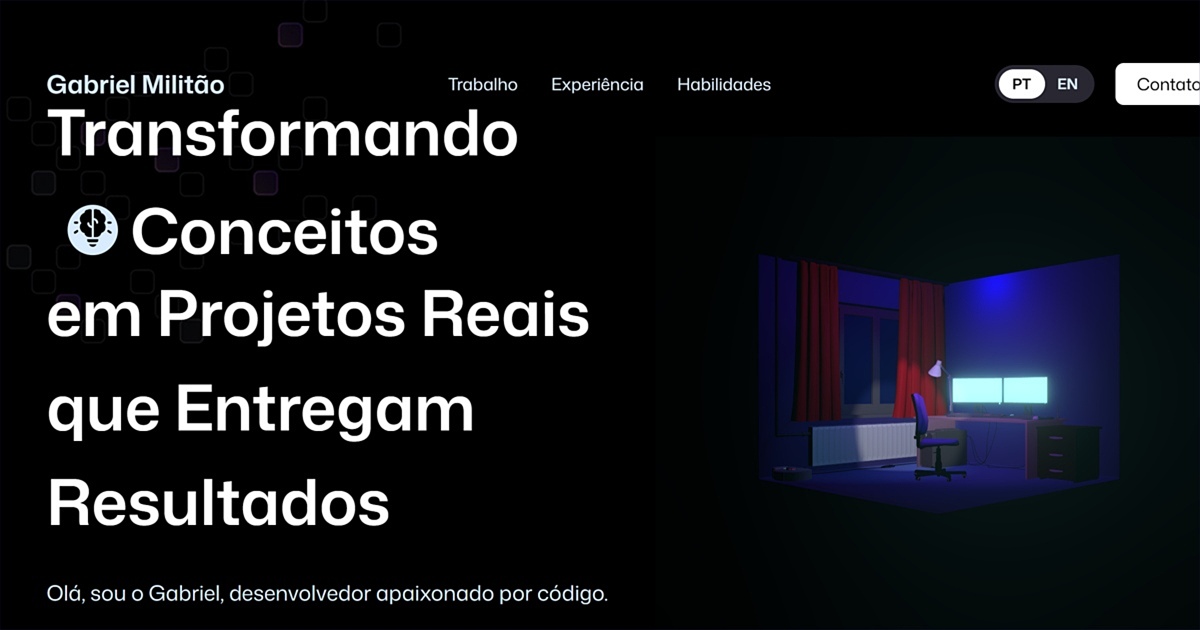 Gabriel Militão
Trabalho
Experiência
Habilidades
PT
EN
Transformando
Conceitos
em Projetos Reais
que Entregam
Resultados
Olá, sou o Gabriel, desenvolvedor apaixonado por código.